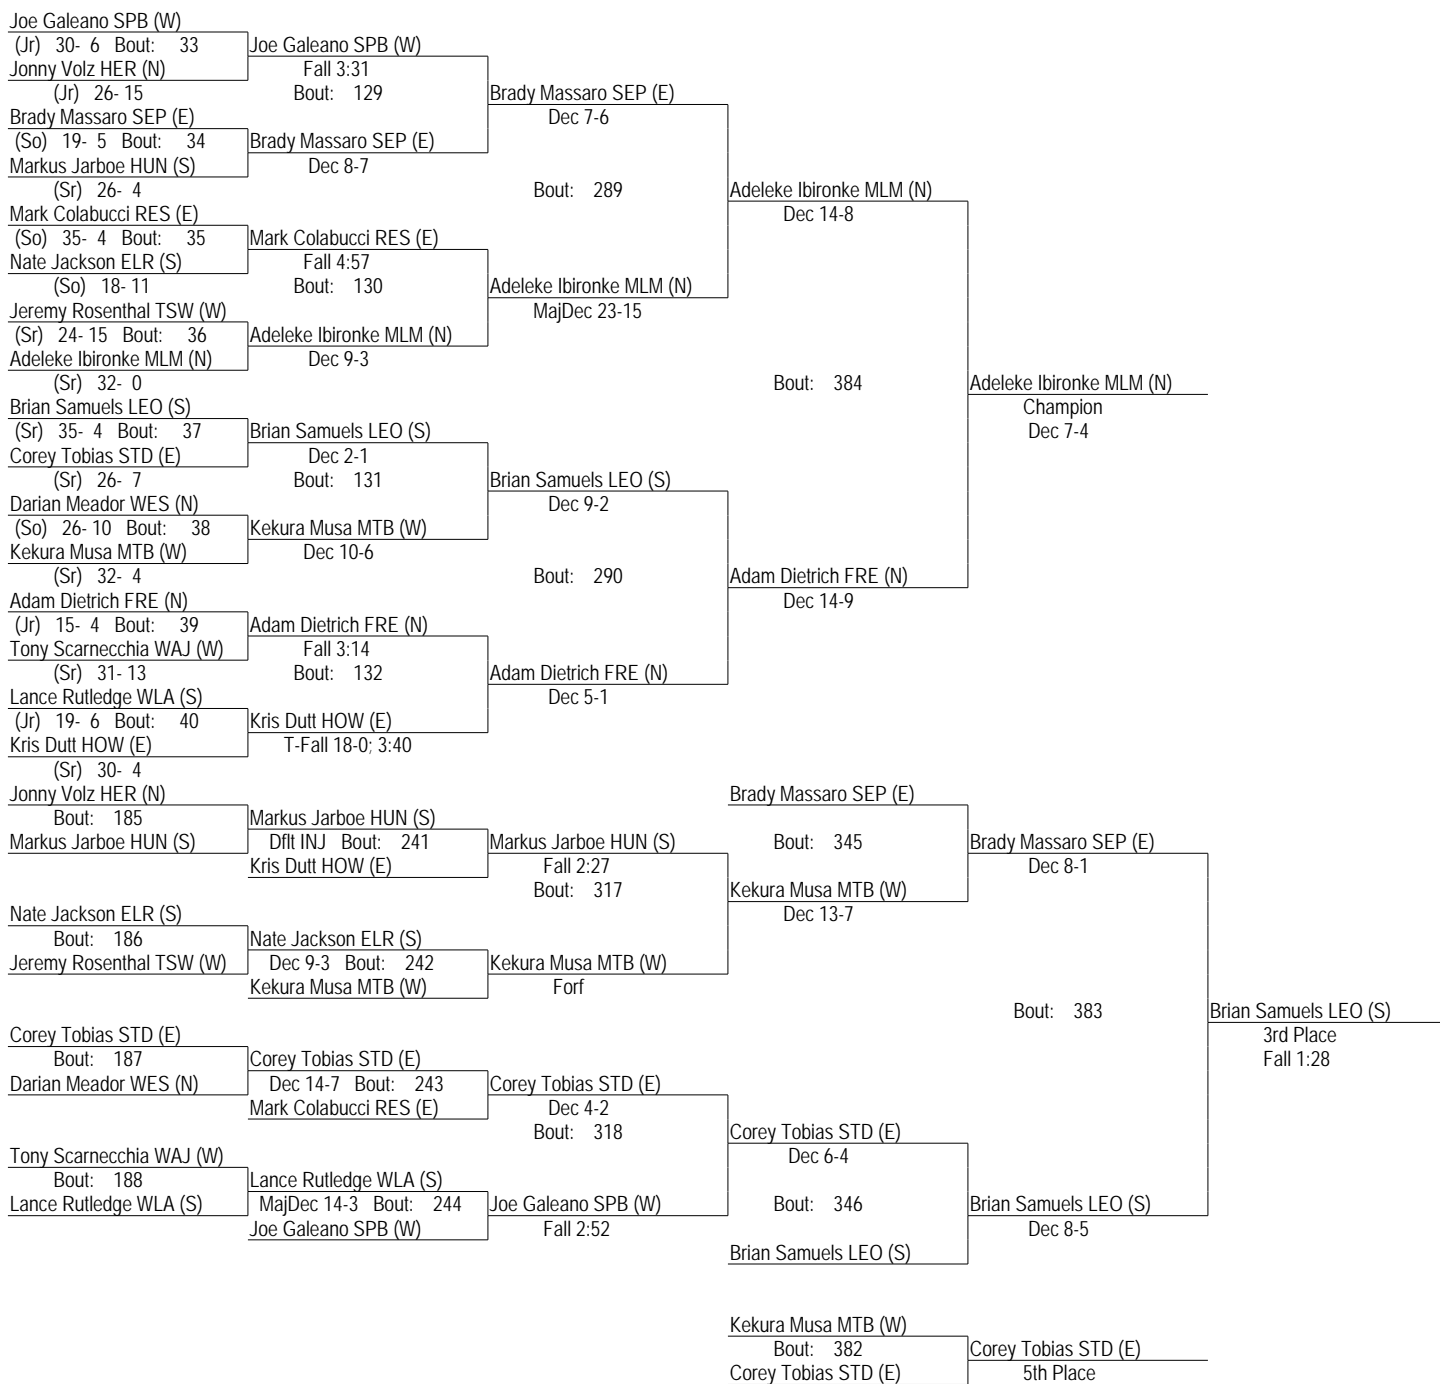 Joe Galeano SPB (W)
(Jr) 30- 6 Bout: 33
Jonny Volz HER (N)
(Jr) 26- 15
Brady Massaro SEP (E)
(So) 19- 5 Bout: 34
Markus Jarboe HUN (S)
(Sr) 26- 4
Mark Colabucci RES (E)
(So) 35- 4 Bout: 35
Nate Jackson ELR (S)
(So) 18- 11
Jeremy Rosenthal TSW (W)
(Sr) 24- 15 Bout: 36
Adeleke Ibironke MLM (N)
(Sr) 32- 0
Brian Samuels LEO (S)
(Sr) 35- 4 Bout: 37
Corey Tobias STD (E)
(Sr) 26- 7
Darian Meador WES (N)
(So) 26- 10 Bout: 38
Kekura Musa MTB (W)
(Sr) 32- 4
Adam Dietrich FRE (N)
(Jr) 15- 4 Bout: 39
Tony Scarnecchia WAJ (W)
(Sr) 31- 13
Lance Rutledge WLA (S)
(Jr) 19- 6 Bout: 40
Kris Dutt HOW (E)
(Sr) 30- 4
Joe Galeano SPB (W)
Fall 3:31
Bout: 129
Brady Massaro SEP (E)
Dec 8-7
Mark Colabucci RES (E)
Fall 4:57
Bout: 130
Adeleke Ibironke MLM (N)
Dec 9-3
Brian Samuels LEO (S)
Dec 2-1
Bout: 131
Kekura Musa MTB (W)
Dec 10-6
Adam Dietrich FRE (N)
Fall 3:14
Bout: 132
Kris Dutt HOW (E)
T-Fall 18-0; 3:40
Brady Massaro SEP (E)
Dec 7-6
Bout: 289
Adeleke Ibironke MLM (N)
MajDec 23-15
Brian Samuels LEO (S)
Dec 9-2
Bout: 290
Adam Dietrich FRE (N)
Dec 5-1
Adeleke Ibironke MLM (N)
Dec 14-8
Bout: 384
Adam Dietrich FRE (N)
Dec 14-9
Adeleke Ibironke MLM (N)
Champion
Dec 7-4
Jonny Volz HER (N)
Bout: 185
Markus Jarboe HUN (S)
Nate Jackson ELR (S)
Bout: 186
Jeremy Rosenthal TSW (W)
Corey Tobias STD (E)
Bout: 187
Darian Meador WES (N)
Tony Scarnecchia WAJ (W)
Bout: 188
Lance Rutledge WLA (S)
Markus Jarboe HUN (S)
Dflt INJ Bout: 241
Kris Dutt HOW (E)
Nate Jackson ELR (S)
Dec 9-3 Bout: 242
Kekura Musa MTB (W)
Corey Tobias STD (E)
Dec 14-7 Bout: 243
Mark Colabucci RES (E)
Lance Rutledge WLA (S)
MajDec 14-3 Bout: 244
Joe Galeano SPB (W)
Markus Jarboe HUN (S)
Fall 2:27
Bout: 317
Kekura Musa MTB (W)
Forf
Corey Tobias STD (E)
Dec 4-2
Bout: 318
Joe Galeano SPB (W)
Fall 2:52
Brady Massaro SEP (E)
Bout: 345
Kekura Musa MTB (W)
Dec 13-7
Corey Tobias STD (E)
Dec 6-4
Bout: 346
Brian Samuels LEO (S)
Brady Massaro SEP (E)
Dec 8-1
Bout: 383
Brian Samuels LEO (S)
Dec 8-5
Brian Samuels LEO (S)
3rd Place
Fall 1:28
Kekura Musa MTB (W)
Bout: 382
Corey Tobias STD (E)
Corey Tobias STD (E)
5th Place